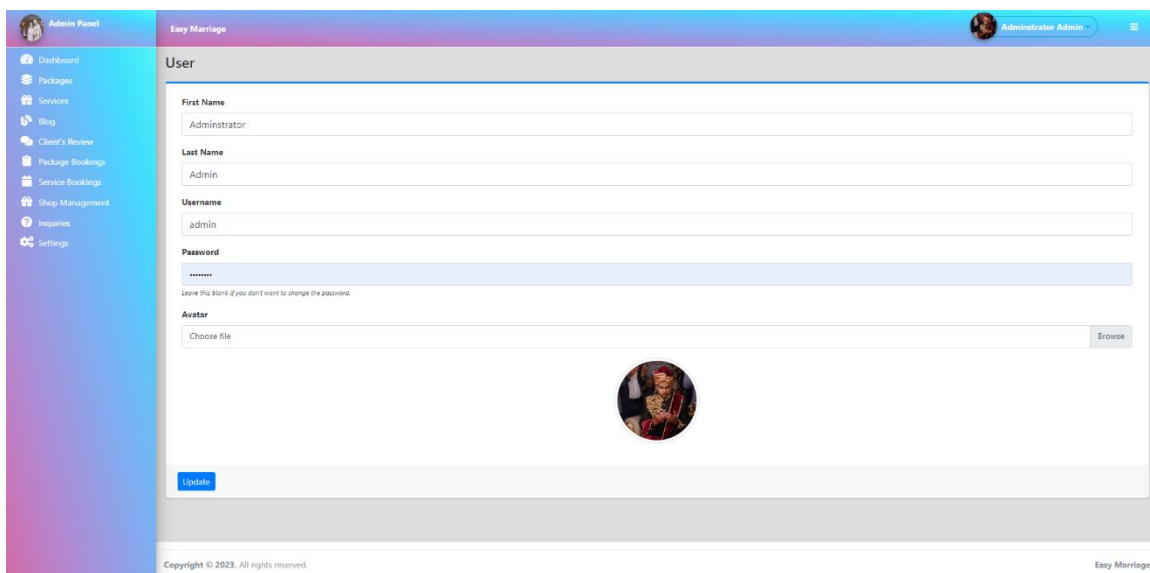 Admin Panel
Easy Marriage
Adminstrator Admin
Dashboard
Packages
Services
Blog
Client's Review
Package Bookings
Service Bookings
Shop Management
Inquiries
Settings
User
First Name
Adminstrator
Last Name
Admin
Username
admin
Password
••••••••
Leave this blank if you don't want to change the password.
Avatar
Choose file
Browse
Update
Copyright © 2023. All rights reserved.
Easy Marriage